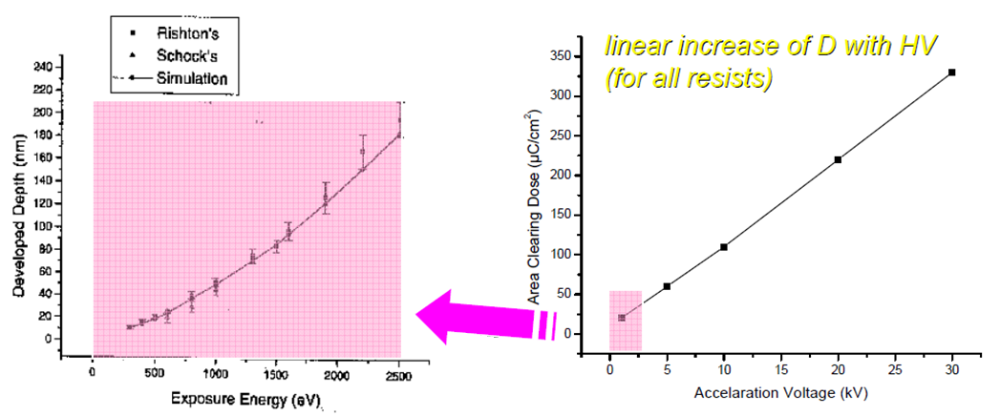 Rishton's
Schock's
Simulation
240
220
200
180
160
140
120
100
80
60
40
20
0
Developed Depth (nm)
0 500 1000 1500 2000 2500
Exposure Energy (eV)
linear increase of D with HV
(for all resists)
350
300
250
200
150
100
50
0
Area Clearing Dose (µC/cm²)
0 5 10 15 20 25 30
Accelaration Voltage (kV)